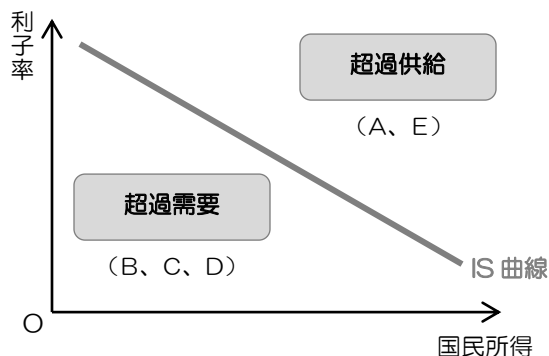 利子率
超過供給
（A、E）
超過需要
（B、C、D）
IS 曲線
O
国民所得